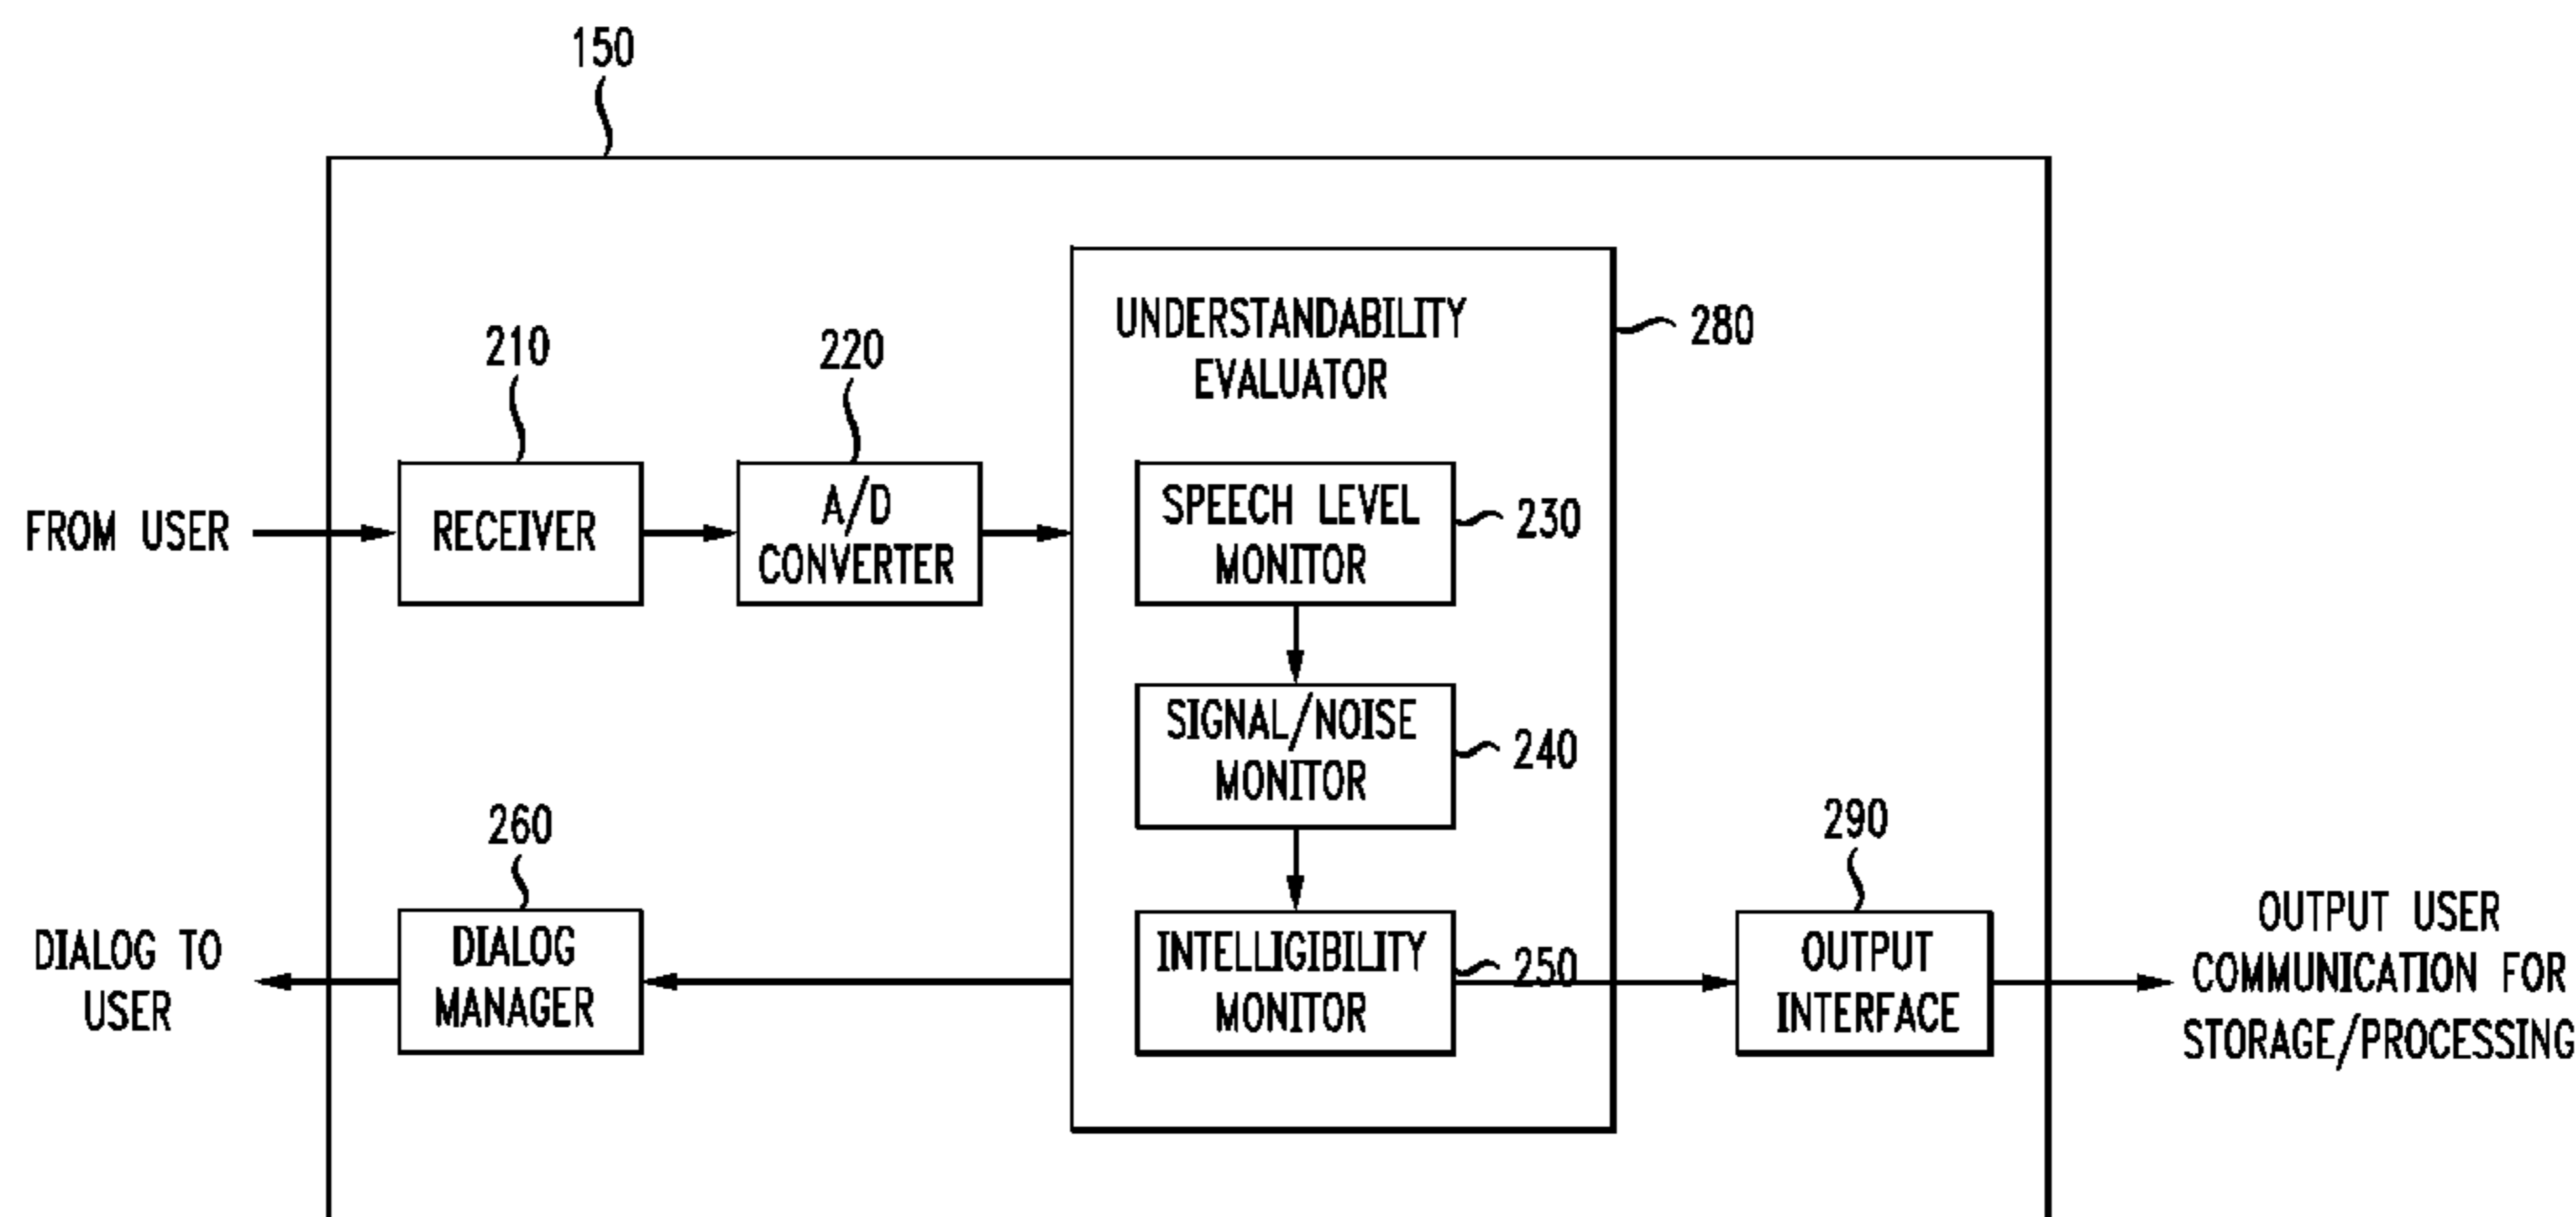 150
UNDERSTANDABILITY
EVALUATOR
280
210
220
FROM USER
RECEIVER
A/D
CONVERTER
SPEECH LEVEL
MONITOR
230
SIGNAL/NOISE
MONITOR
240
260
290
DIALOG TO
USER
DIALOG
MANAGER
INTELLIGIBILITY
MONITOR
250
OUTPUT
INTERFACE
OUTPUT USER
COMMUNICATION FOR
STORAGE/PROCESSING